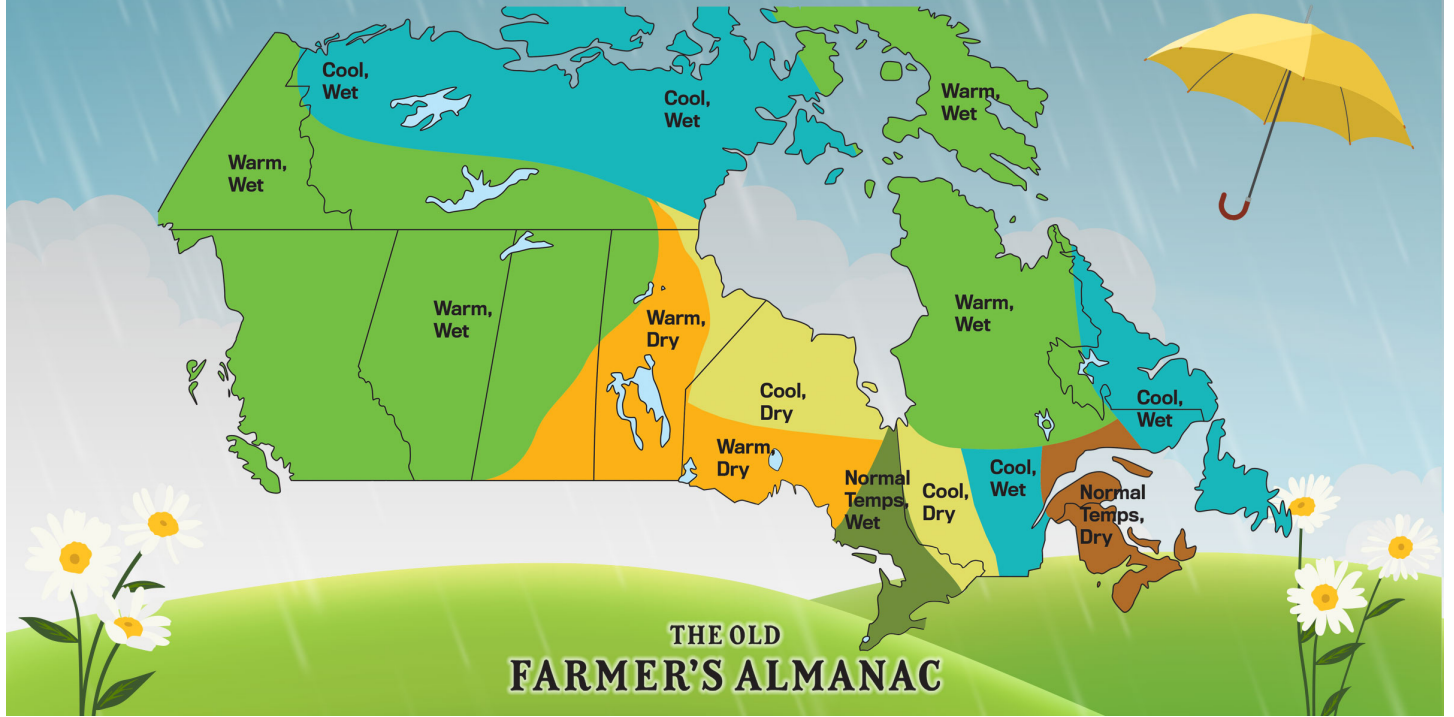 Cool,
Wet
Cool,
Wet
Warm,
Wet
Warm,
Wet
Warm,
Wet
Warm,
Dry
Warm,
Wet
Cool,
Dry
Cool,
Wet
Warm,
Dry
Normal
Temps,
Wet
Cool,
Dry
Cool,
Wet
Normal
Temps,
Dry
THE OLD
FARMER'S ALMANAC